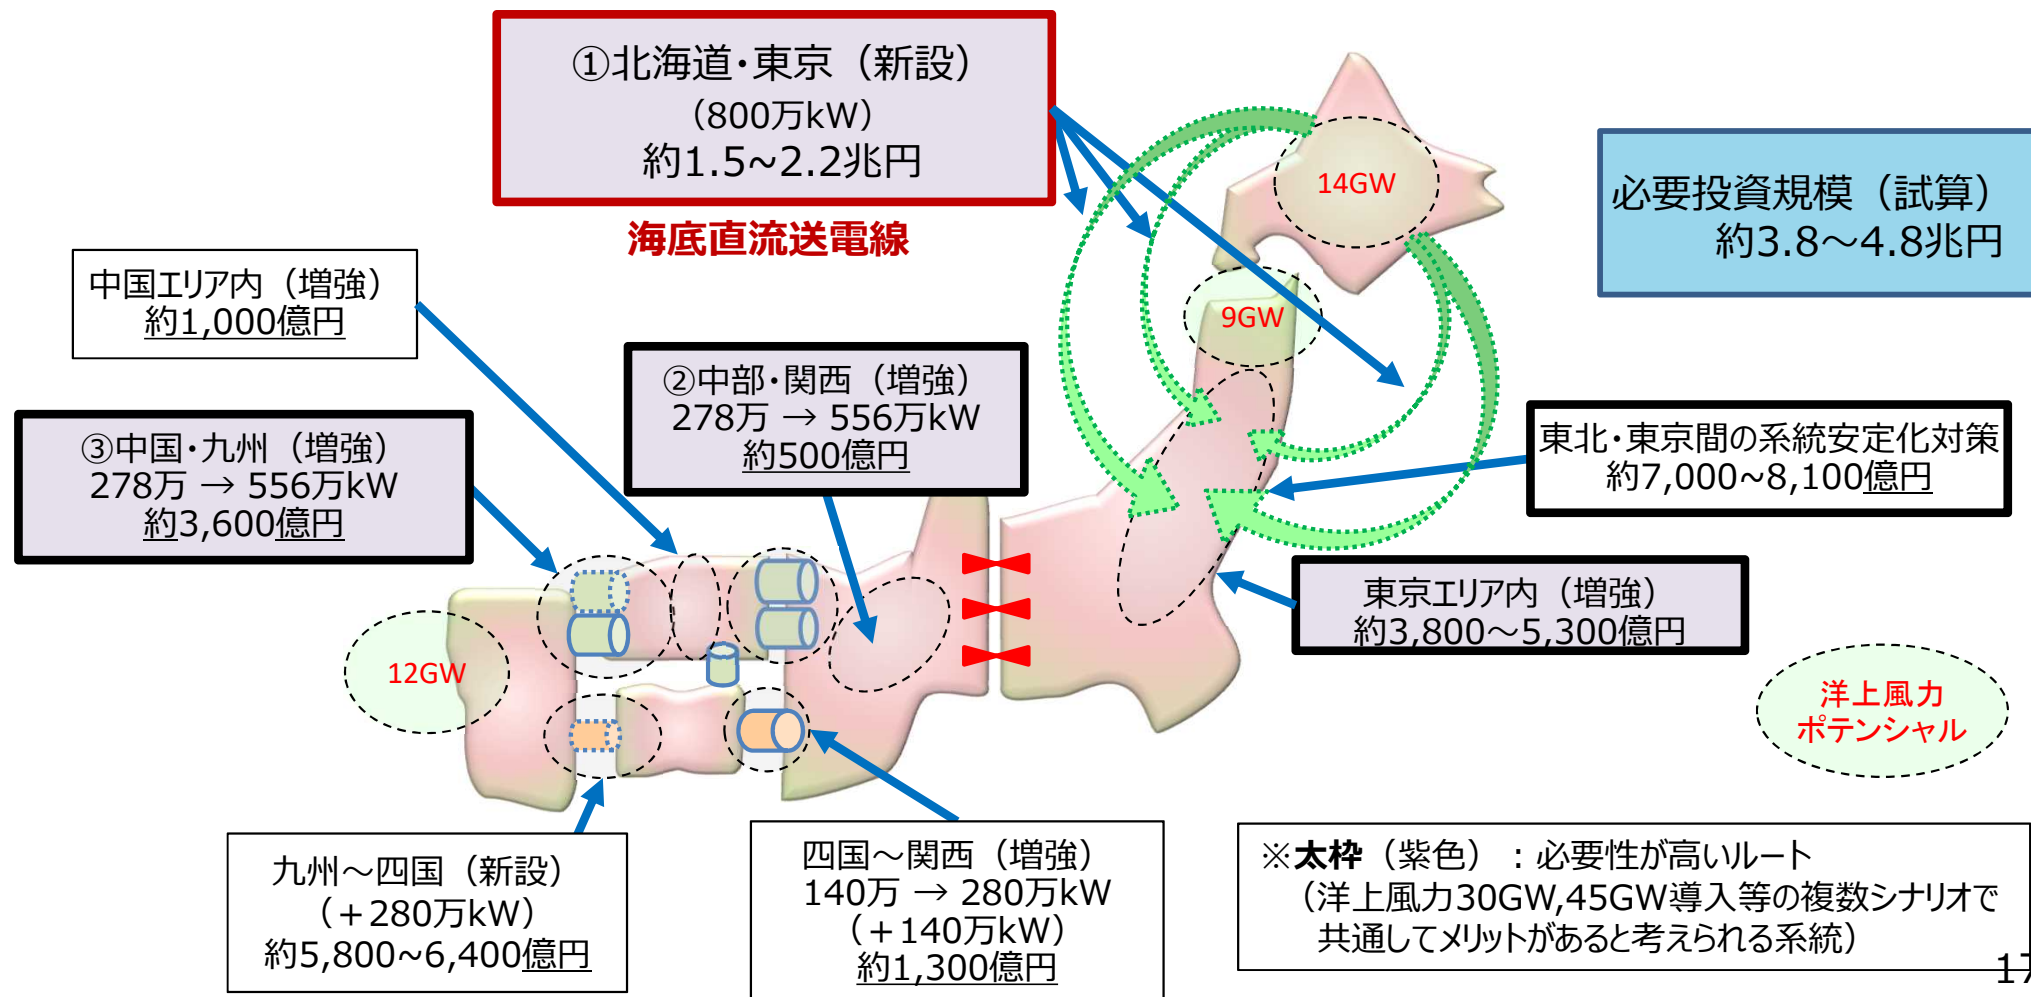 ①北海道・東京（新設）
（800万kW）
約1.5~2.2兆円
海底直流送電線
14GW
必要投資規模（試算）
約3.8～4.8兆円
中国エリア内（増強）
約1,000億円
9GW
②中部・関西（増強）
278万 → 556万kW
約500億円
③中国・九州（増強）
278万 → 556万kW
約3,600億円
東北・東京間の系統安定化対策
約7,000~8,100億円
東京エリア内（増強）
約3,800～5,300億円
12GW
洋上風力
ポテンシャル
九州～四国（新設）
（＋280万kW）
約5,800~6,400億円
四国～関西（増強）
140万 → 280万kW
（＋140万kW）
約1,300億円
※太枠（紫色）：必要性が高いルート
（洋上風力30GW,45GW導入等の複数シナリオで
共通してメリットがあると考えられる系統）
17